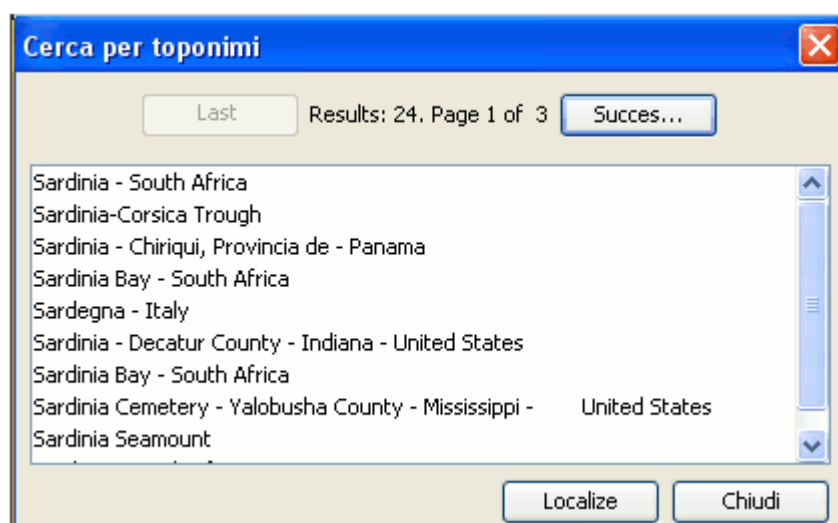 Cerca per toponimi
Last Results: 24. Page 1 of 3 Succes...
Sardinia - South Africa
Sardinia-Corsica Trough
Sardinia - Chiriqui, Provincia de - Panama
Sardinia Bay - South Africa
Sardegna - Italy
Sardinia - Decatur County - Indiana - United States
Sardinia Bay - South Africa
Sardinia Cemetery - Yalobusha County - Mississippi - United States
Sardinia Seamount
Localize Chiudi